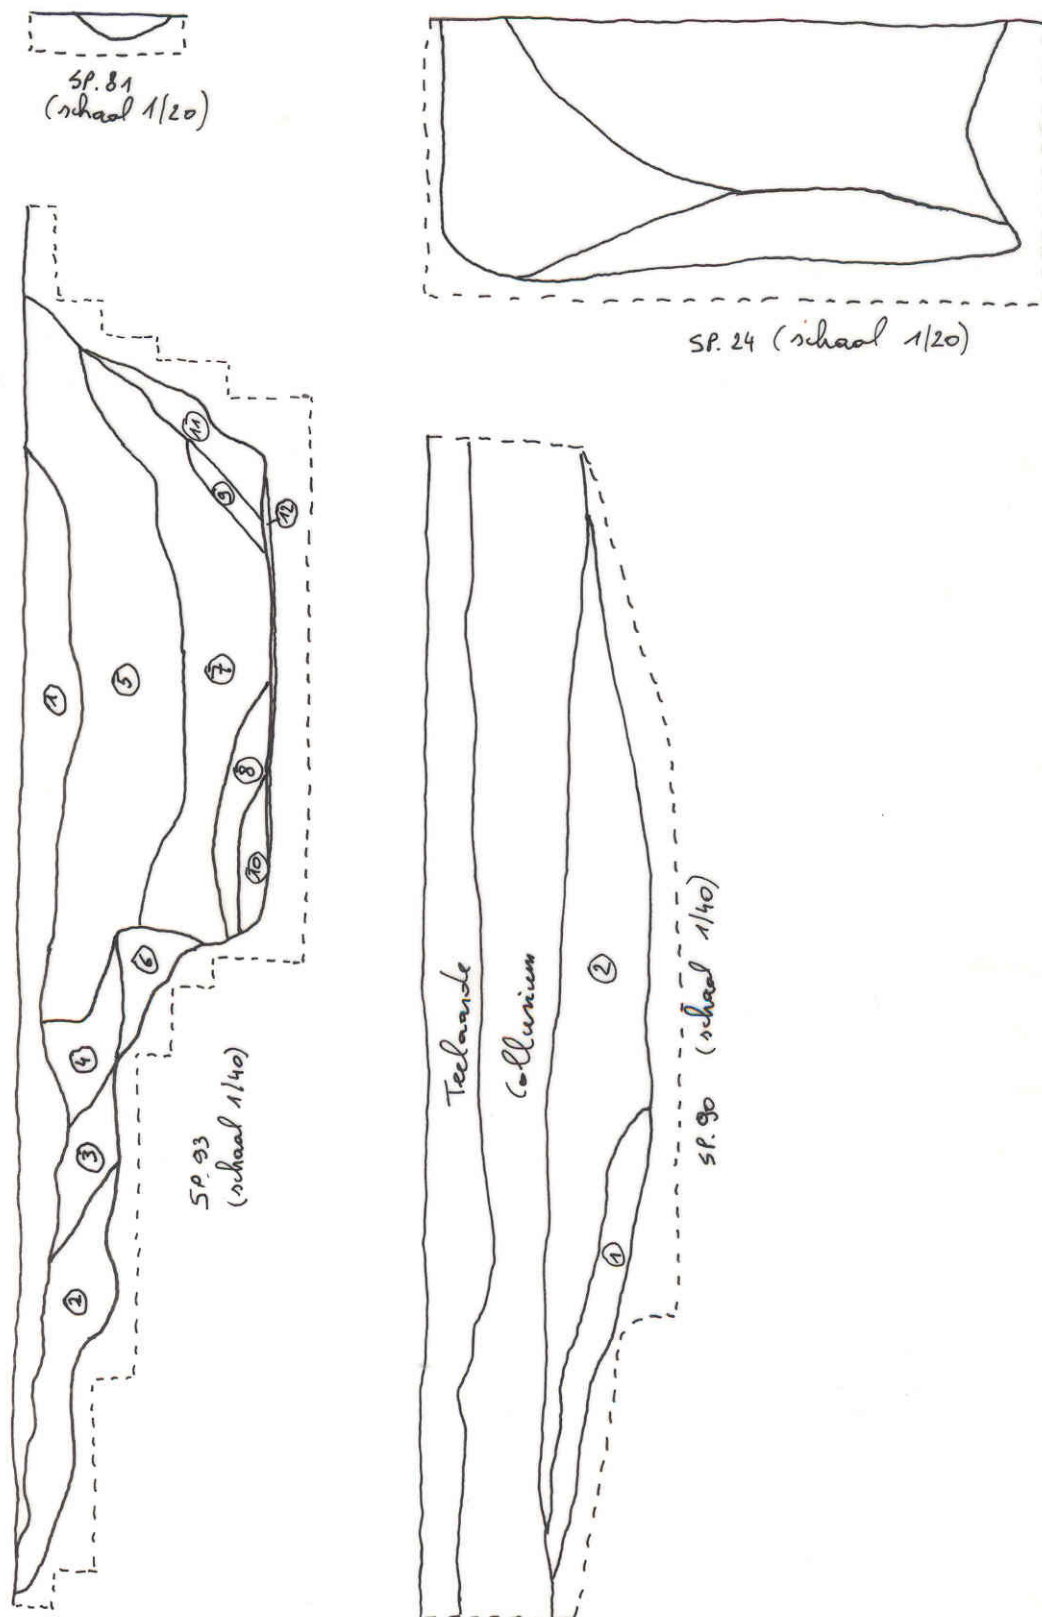 SP. 81
(schaal 1/20)
SP. 24 (schaal 1/20)
11
9
12
1
5
7
8
10
6
4
3
2
SP. 93
(schaal 1/40)
Teelaarde
Colluvium
2
1
SP. 90 (schaal 1/40)